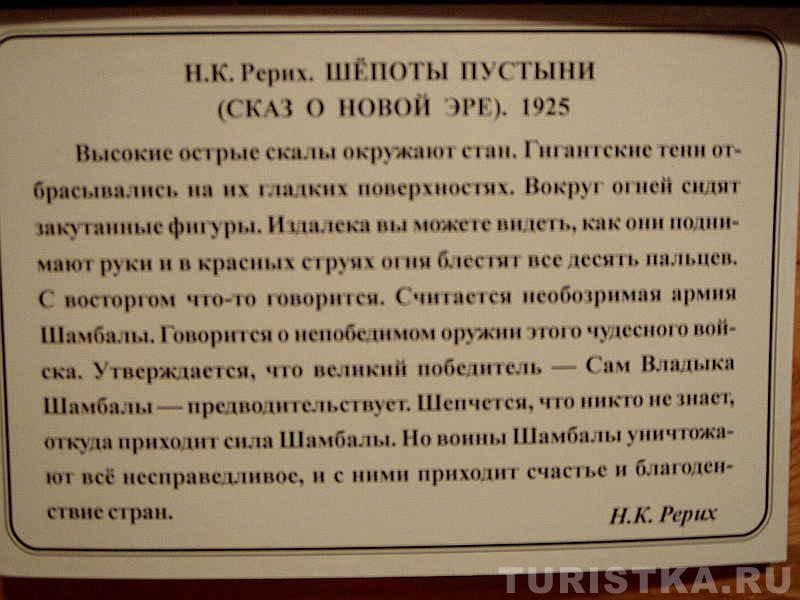 Н.К. Рерих. ШЁПОТЫ ПУСТЫНИ
(СКАЗ О НОВОЙ ЭРЕ). 1925
Высокие острые скалы окружают стан. Гигантские тени от-
брасывались на их гладких поверхностях. Вокруг огней сидят
закутанные фигуры. Издалека вы можете видеть, как они подни-
мают руки и в красных струях огня блестят все десять пальцев.
С восторгом что-то говорится. Считается необозримая армия
Шамбалы. Говорится о непобедимом оружии этого чудесного вой-
ска. Утверждается, что великий победитель — Сам Владыка
Шамбалы — предводительствует. Шепчется, что никто не знает,
откуда приходит сила Шамбалы. Но воины Шамбалы уничтожа-
ют всё несправедливое, и с ними приходит счастье и благоден-
ствие стран.
Н.К. Рерих
TURISTKA.RU